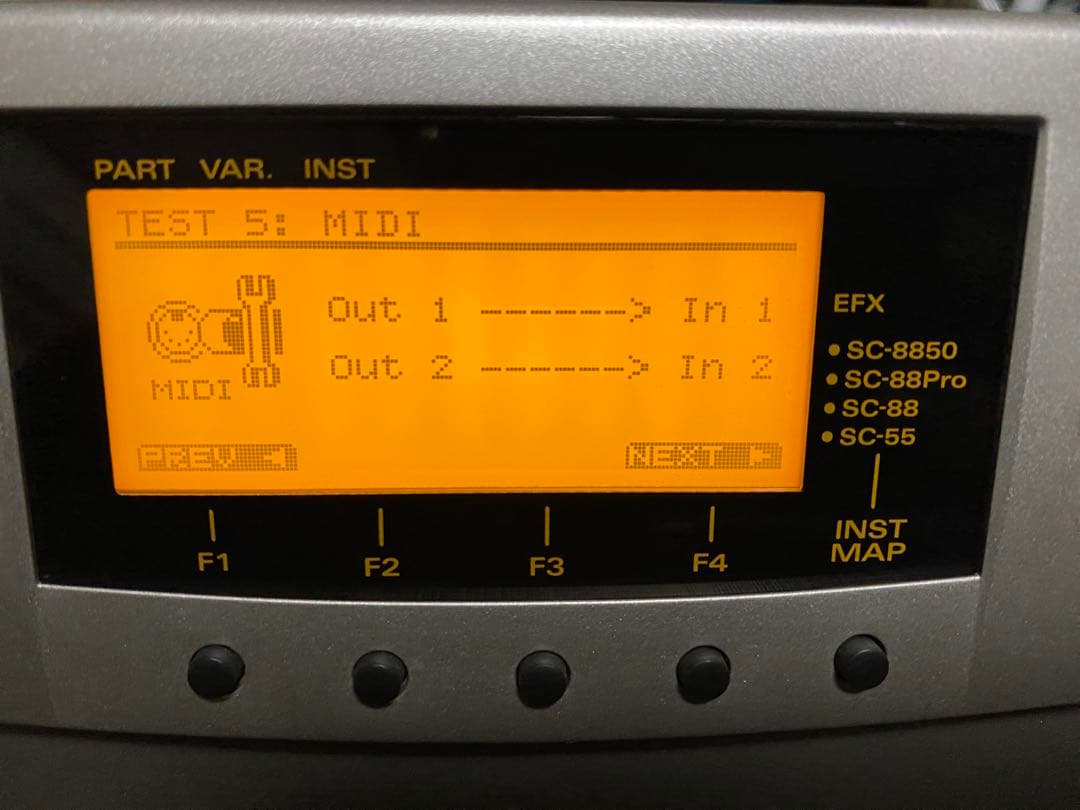 PART VAR. INST
TEST 5: MIDI
Out 1 ------> In 1
Out 2 ------> In 2
MIDI
PREV ◁
NEXT ▷
EFX
• SC-8850
• SC-88Pro
• SC-88
• SC-55
INST
MAP
F1 F2 F3 F4